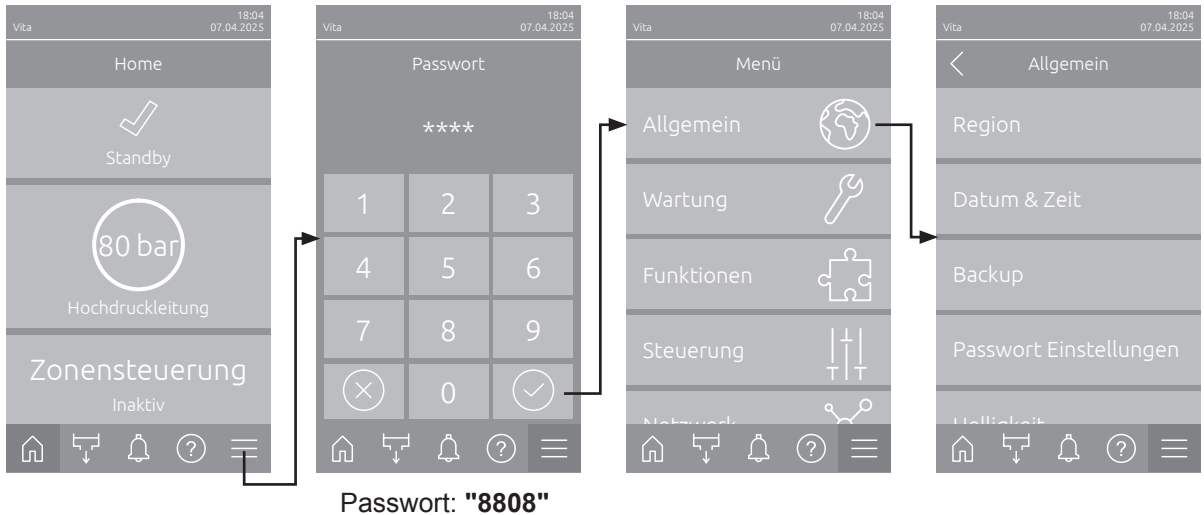 18:04
Vita 07.04.2025
Home
Standby
80 bar
Hochdruckleitung
Zonensteuerung
Inaktiv
?
18:04
Vita 07.04.2025
Passwort
****
1 2 3
4 5 6
7 8 9
0
?
Passwort: "8808"
18:04
Vita 07.04.2025
Menü
Allgemein
Wartung
Funktionen
Steuerung
Netzwerk
?
18:04
Vita 07.04.2025
Allgemein
Region
Datum & Zeit
Backup
Passwort Einstellungen
Helligkeit
?